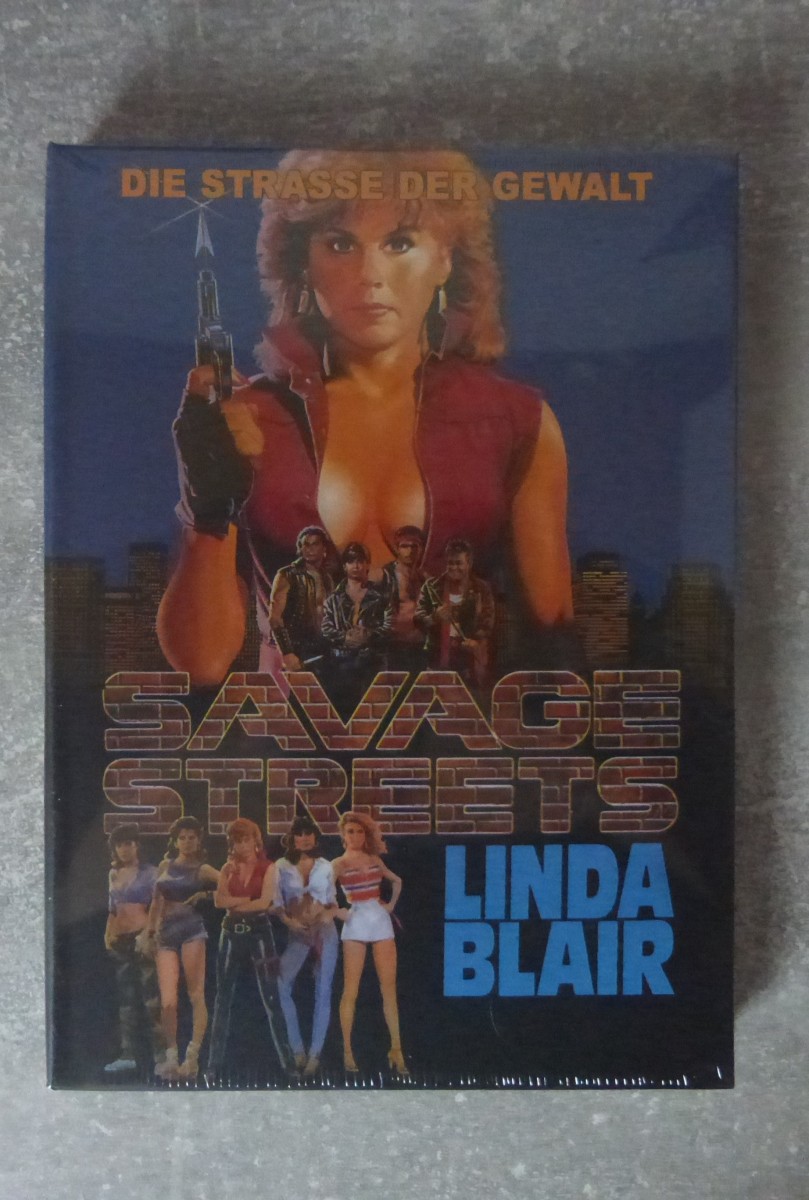 DIE STRASSE DER GEWALT
SAVAGE
STREETS
LINDA
BLAIR